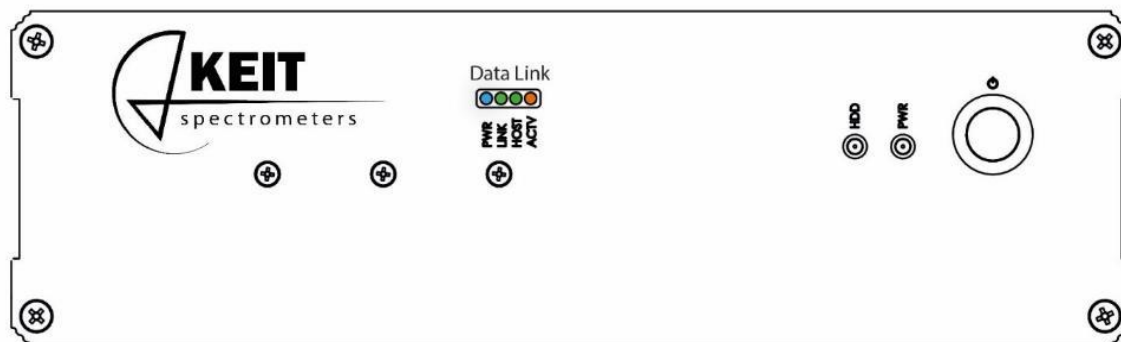 KEIT
spectrometers
Data Link
PWR
LINK
HOST
ACTV
HDD
PWR